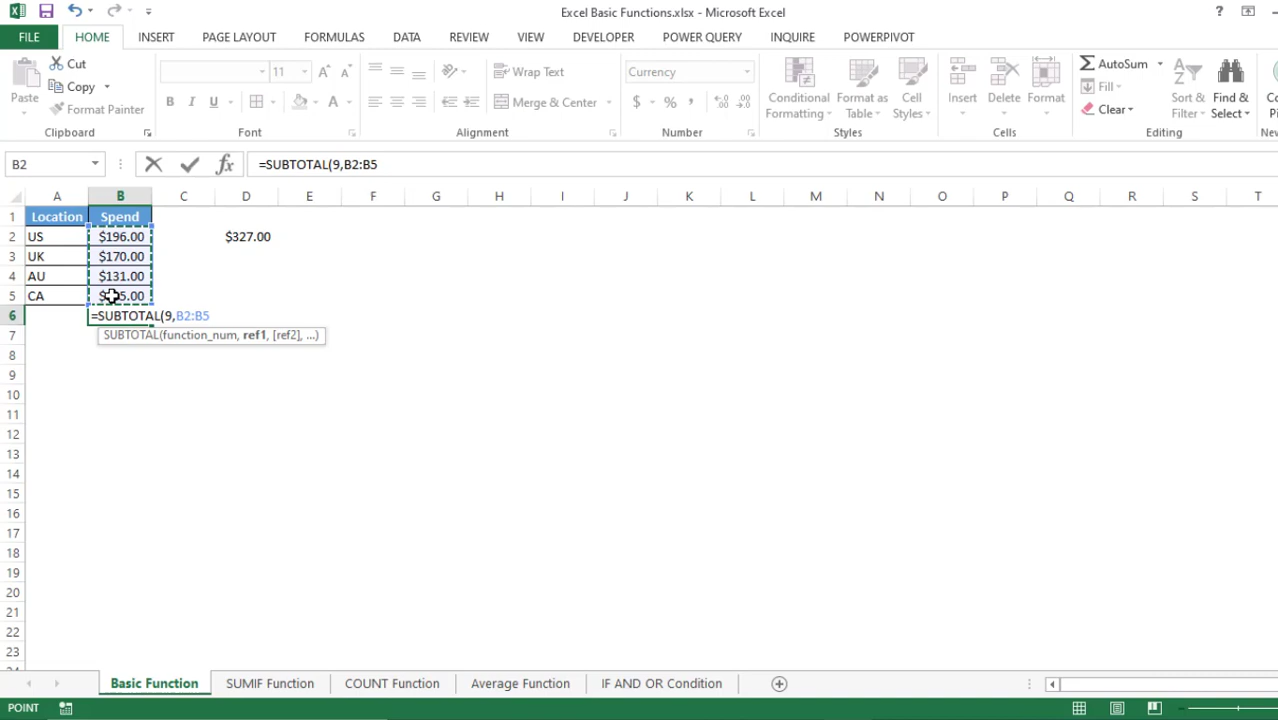 Excel Basic Functions.xlsx - Microsoft Excel
?
FILE HOME INSERT PAGE LAYOUT FORMULAS DATA REVIEW VIEW DEVELOPER POWER QUERY INQUIRE POWERPIVOT
Paste
Cut
Copy
Format Painter
Clipboard
11
A A
B I U A
Font
Wrap Text
Merge & Center
Alignment
Currency
$ % ,
Number
Conditional Formatting
Format as Table
Cell Styles
Styles
Insert
Delete
Format
Cells
AutoSum
Fill
Clear
Sort & Filter
Find & Select
Editing
B2
fx
=SUBTOTAL(9,B2:B5
A B C D E F G H I J K L M N O P Q R S T
1 Location Spend
2 US $196.00 $327.00
3 UK $170.00
4 AU $131.00
5 CA
6 =SUBTOTAL(9,B2:B5
7 SUBTOTAL(function_num, ref1, [ref2], ...)
8
9
10
11
12
13
14
15
16
17
18
19
20
21
22
23
Basic Function SUMIF Function COUNT Function Average Function IF AND OR Condition
POINT